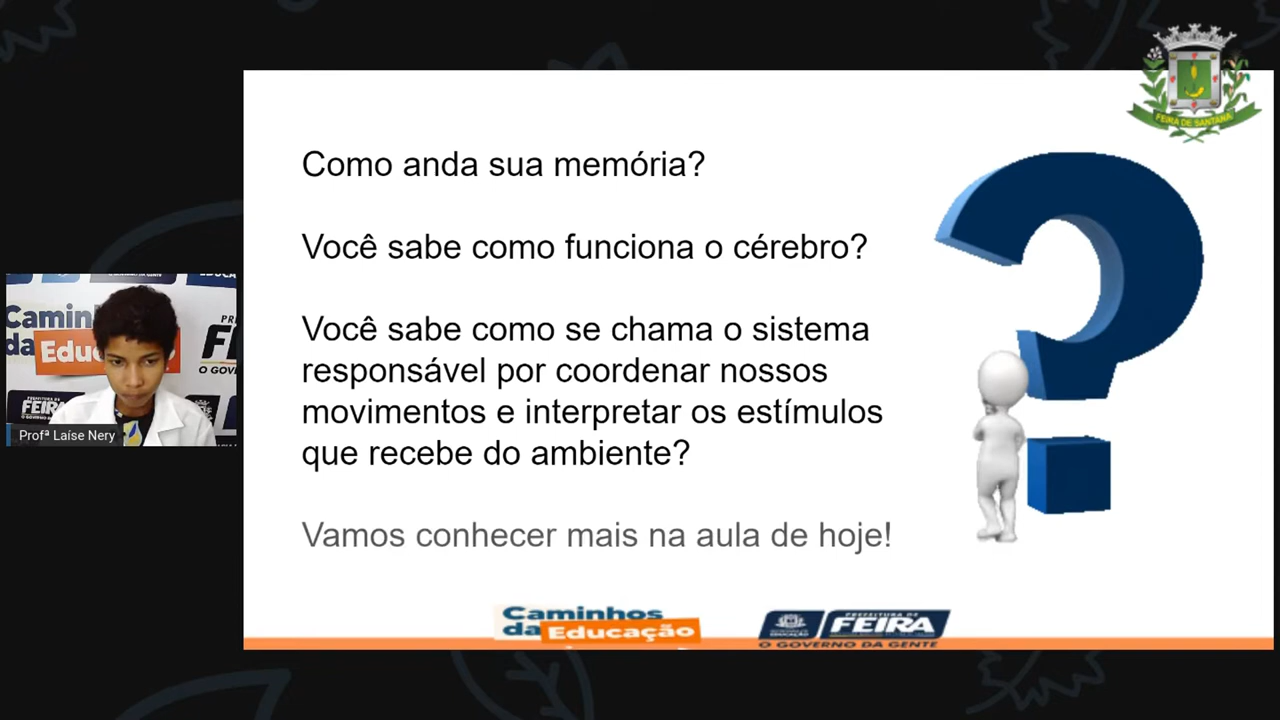 FEIRA DE SANTANA
Como anda sua memória?
Você sabe como funciona o cérebro?
Você sabe como se chama o sistema
responsável por coordenar nossos
movimentos e interpretar os estímulos
que recebe do ambiente?
Vamos conhecer mais na aula de hoje!
Profª Laíse Nery
Caminhos
da Educação
PREFEITURA DE
FEIRA
O GOVERNO DA GENTE